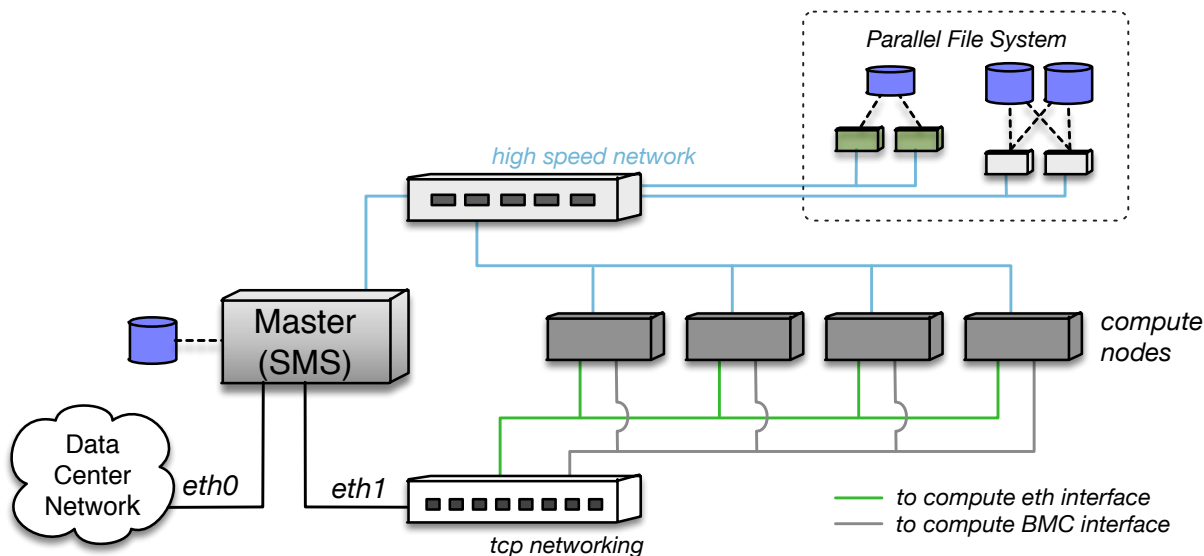 Parallel File System
high speed network
Master
(SMS)
compute
nodes
Data
Center
Network
eth0
eth1
tcp networking
to compute eth interface
to compute BMC interface